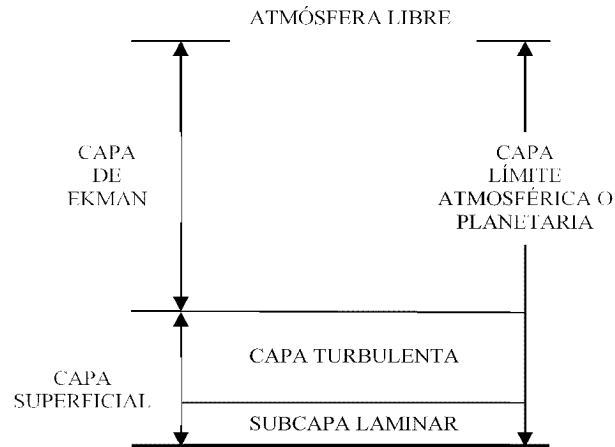 ATMÓSFERA LIBRE
CAPA
DE
EKMAN
CAPA
LÍMITE
ATMOSFÉRICA O
PLANETARIA
CAPA TURBULENTA
CAPA
SUPERFICIAL
SUBCAPA LAMINAR